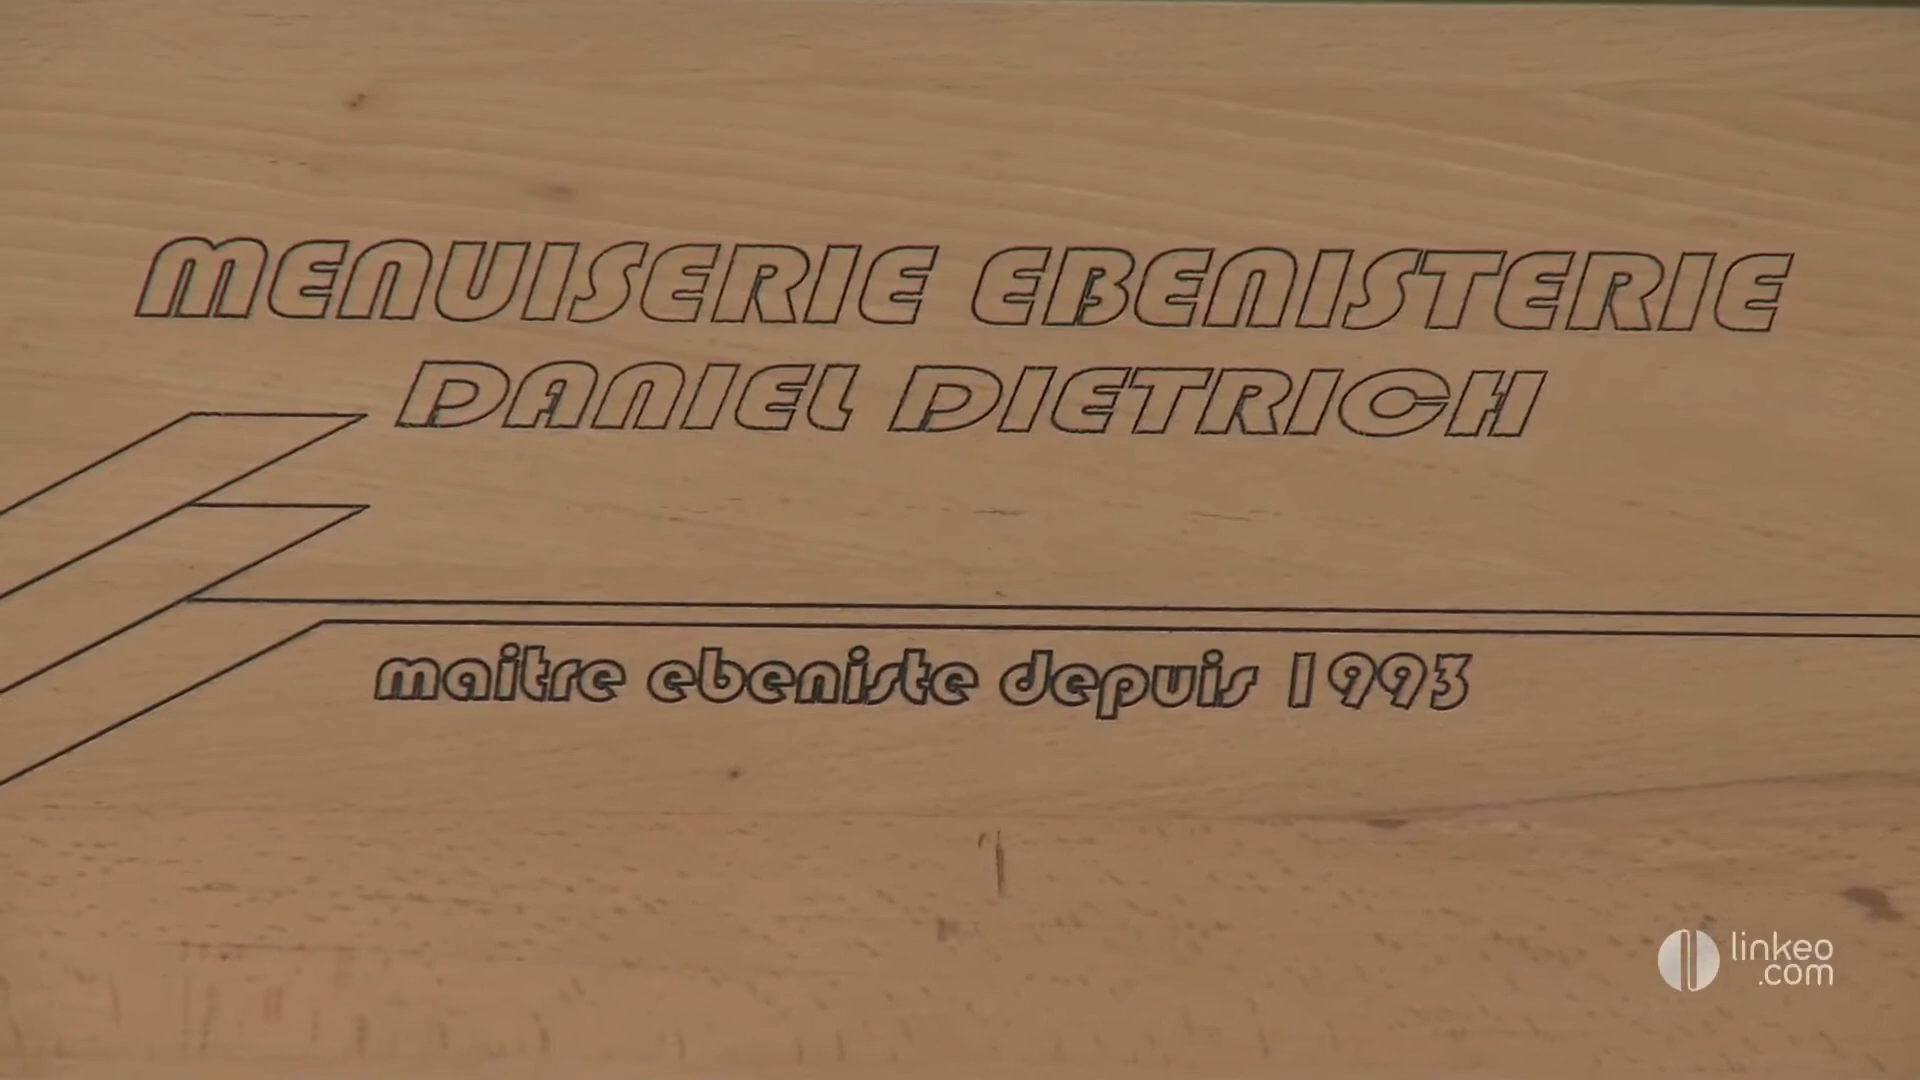 MENUISERIE EBENISTERIE
DANIEL DIETRICH
maitre ebeniste depuis 1993
linkeo
.com